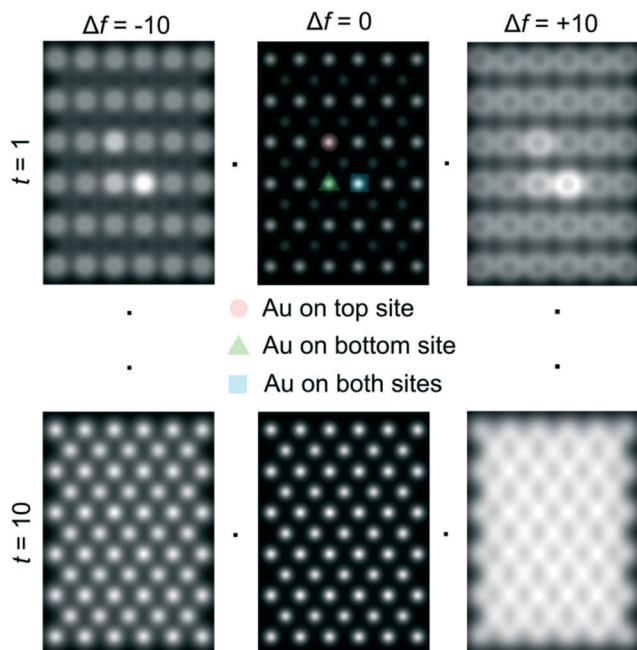 Δf = -10
Δf = 0
Δf = +10
t = 1
Au on top site
Au on bottom site
Au on both sites
t = 10